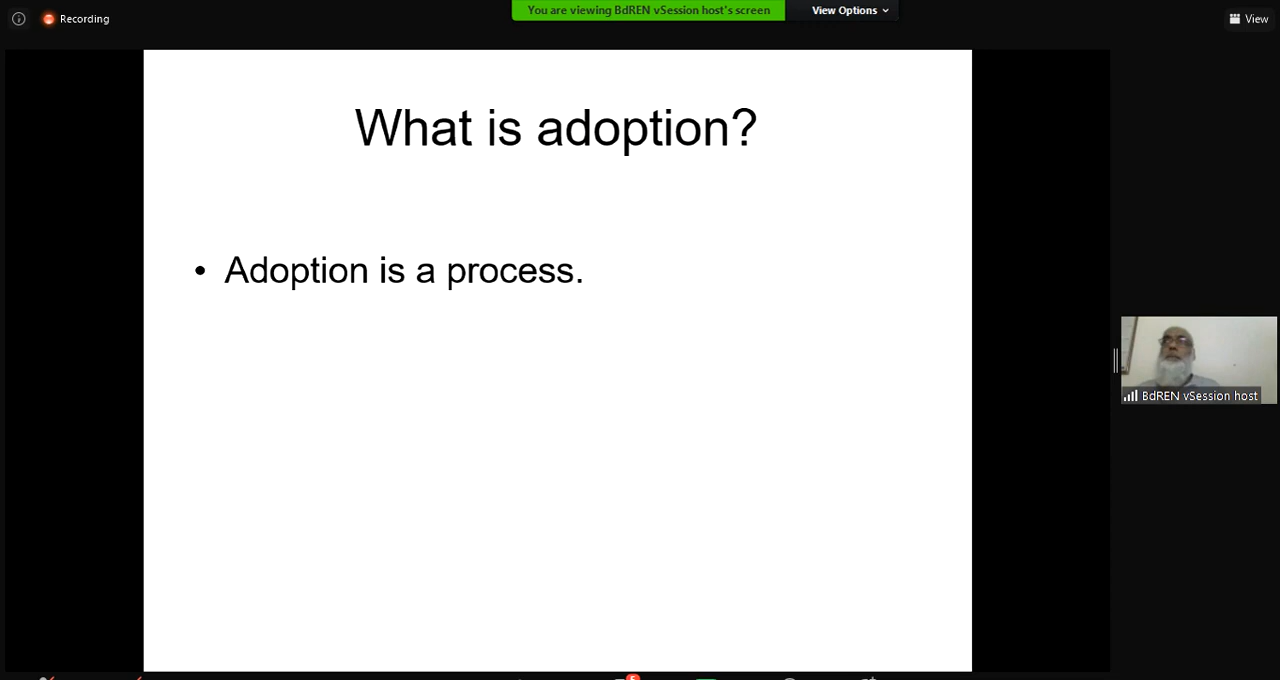 Recording
You are viewing BdREN vSession host's screen
View Options
View
What is adoption?
• Adoption is a process.
BdREN vSession host
5